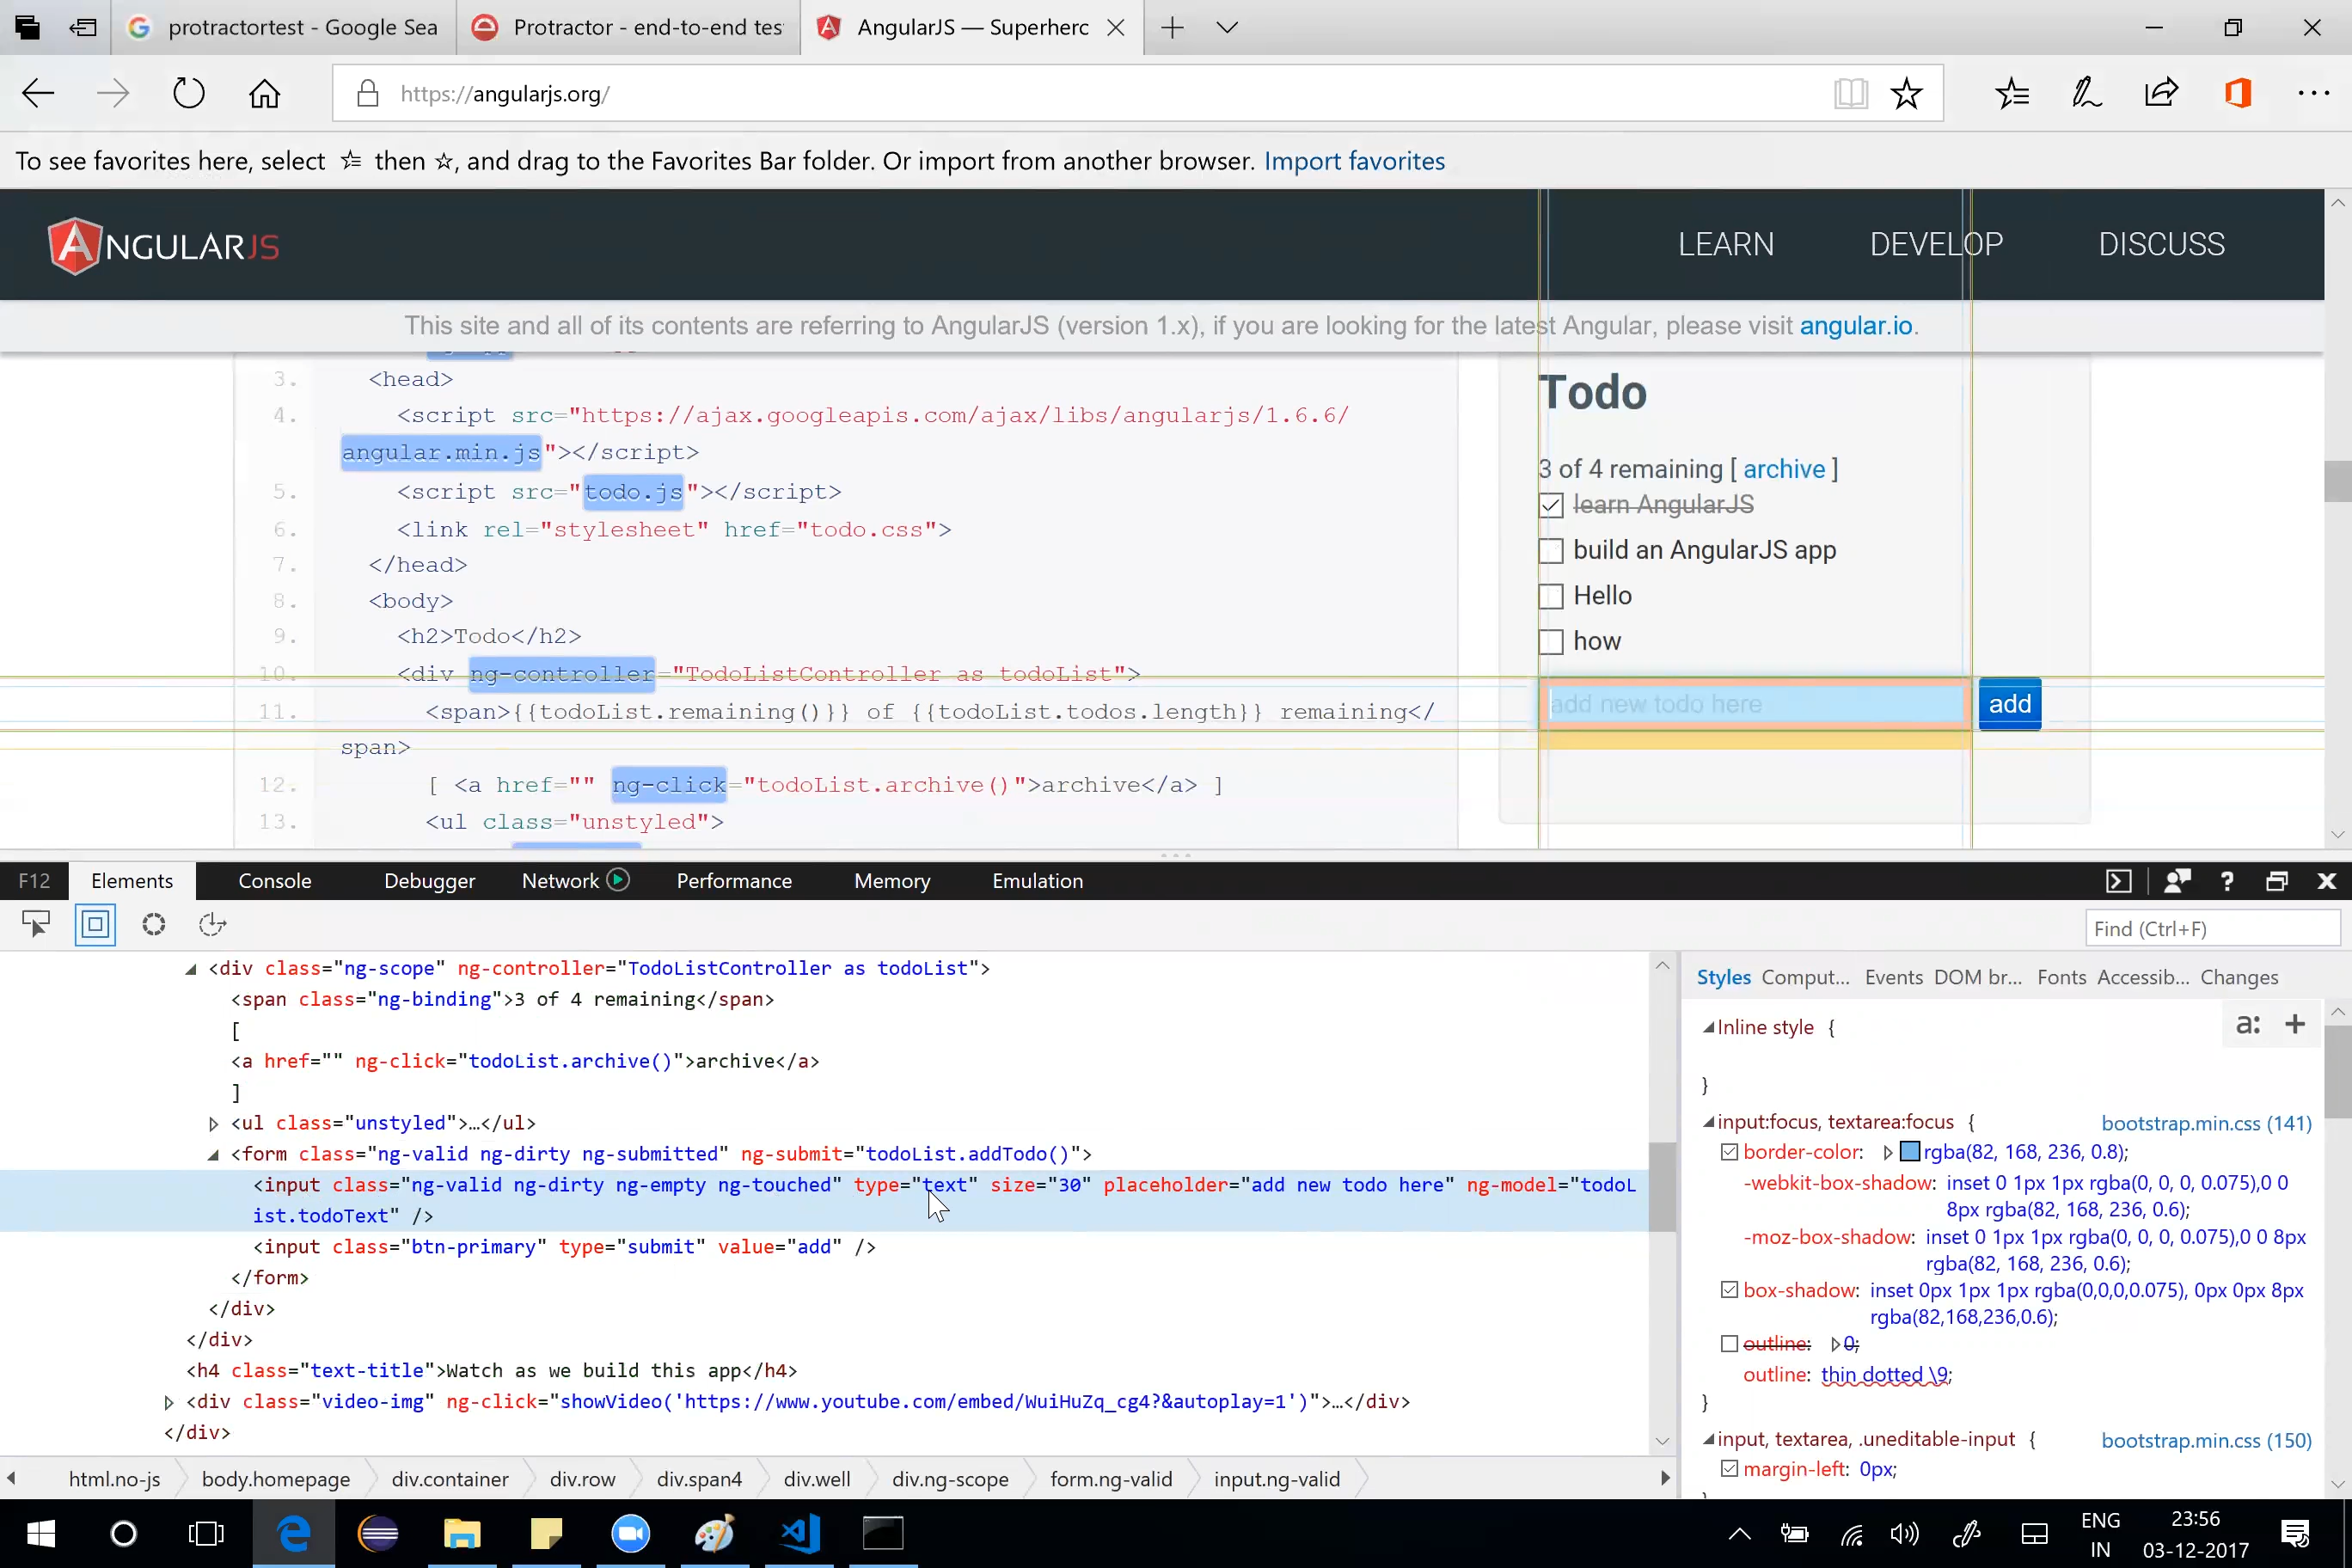 protractortest - Google Sea
Protractor - end-to-end tes
AngularJS — Superherc
https://angularjs.org/
To see favorites here, select then ☆, and drag to the Favorites Bar folder. Or import from another browser. Import favorites
ANGULARJS
LEARN DEVELOP DISCUSS
This site and all of its contents are referring to AngularJS (version 1.x), if you are looking for the latest Angular, please visit angular.io.
3. <head>
4. <script src="https://ajax.googleapis.com/ajax/libs/angularjs/1.6.6/
angular.min.js"></script>
5. <script src="todo.js"></script>
6. <link rel="stylesheet" href="todo.css">
7. </head>
8. <body>
9. <h2>Todo</h2>
10. <div ng-controller="TodoListController as todoList">
11. <span>{{todoList.remaining()}} of {{todoList.todos.length}} remaining</
span>
12. [ <a href="" ng-click="todoList.archive()">archive</a> ]
13. <ul class="unstyled">
Todo
3 of 4 remaining [ archive ]
learn AngularJS
build an AngularJS app
Hello
how
add new todo here
add
F12 Elements Console Debugger Network Performance Memory Emulation
Find (Ctrl+F)
<div class="ng-scope" ng-controller="TodoListController as todoList">
<span class="ng-binding">3 of 4 remaining</span>
[
<a href="" ng-click="todoList.archive()">archive</a>
]
<ul class="unstyled">…</ul>
<form class="ng-valid ng-dirty ng-submitted" ng-submit="todoList.addTodo()">
<input class="ng-valid ng-dirty ng-empty ng-touched" type="text" size="30" placeholder="add new todo here" ng-model="todoL
ist.todoText" />
<input class="btn-primary" type="submit" value="add" />
</form>
</div>
</div>
<h4 class="text-title">Watch as we build this app</h4>
<div class="video-img" ng-click="showVideo('https://www.youtube.com/embed/WuiHuZq_cg4?&autoplay=1')">…</div>
</div>
html.no-js body.homepage div.container div.row div.span4 div.well div.ng-scope form.ng-valid input.ng-valid
Styles Comput... Events DOM br... Fonts Accessib... Changes
a: +
Inline style {
}
input:focus, textarea:focus { bootstrap.min.css (141)
border-color: rgba(82, 168, 236, 0.8);
-webkit-box-shadow: inset 0 1px 1px rgba(0, 0, 0, 0.075),0 0
8px rgba(82, 168, 236, 0.6);
-moz-box-shadow: inset 0 1px 1px rgba(0, 0, 0, 0.075),0 0 8px
rgba(82, 168, 236, 0.6);
box-shadow: inset 0px 1px 1px rgba(0,0,0,0.075), 0px 0px 8px
rgba(82,168,236,0.6);
outline: 0;
outline: thin dotted \9;
}
input, textarea, .uneditable-input { bootstrap.min.css (150)
margin-left: 0px;
ENG
IN
23:56
03-12-2017